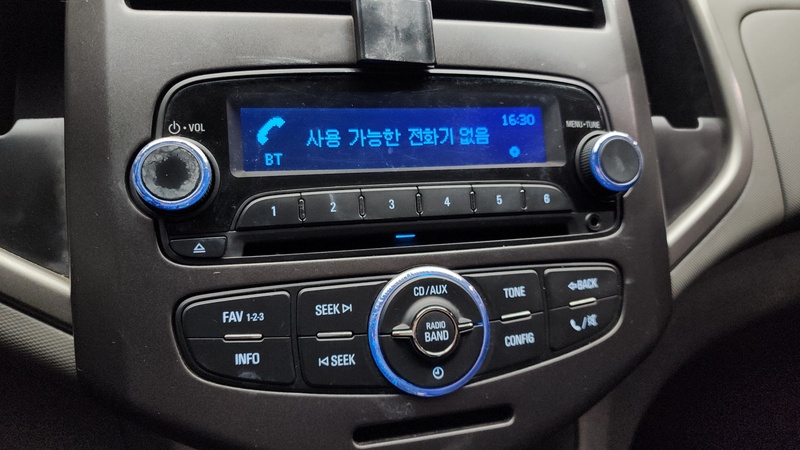 16:30
VOL
MENU•TUNE
사용 가능한 전화기 없음
BT
1 2 3 4 5 6
FAV 1-2-3
SEEK
CD/AUX
TONE
BACK
RADIO
BAND
INFO
SEEK
CONFIG